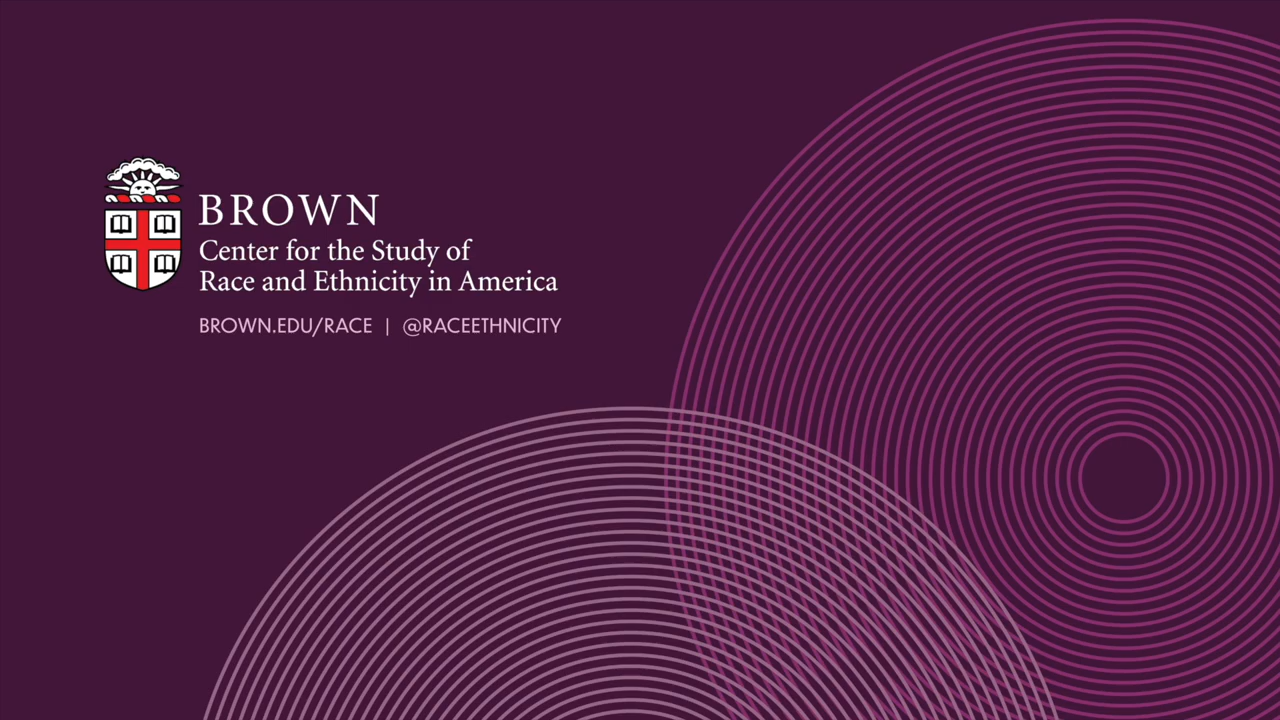 BROWN
Center for the Study of
Race and Ethnicity in America
BROWN.EDU/RACE | @RACEETHNICITY